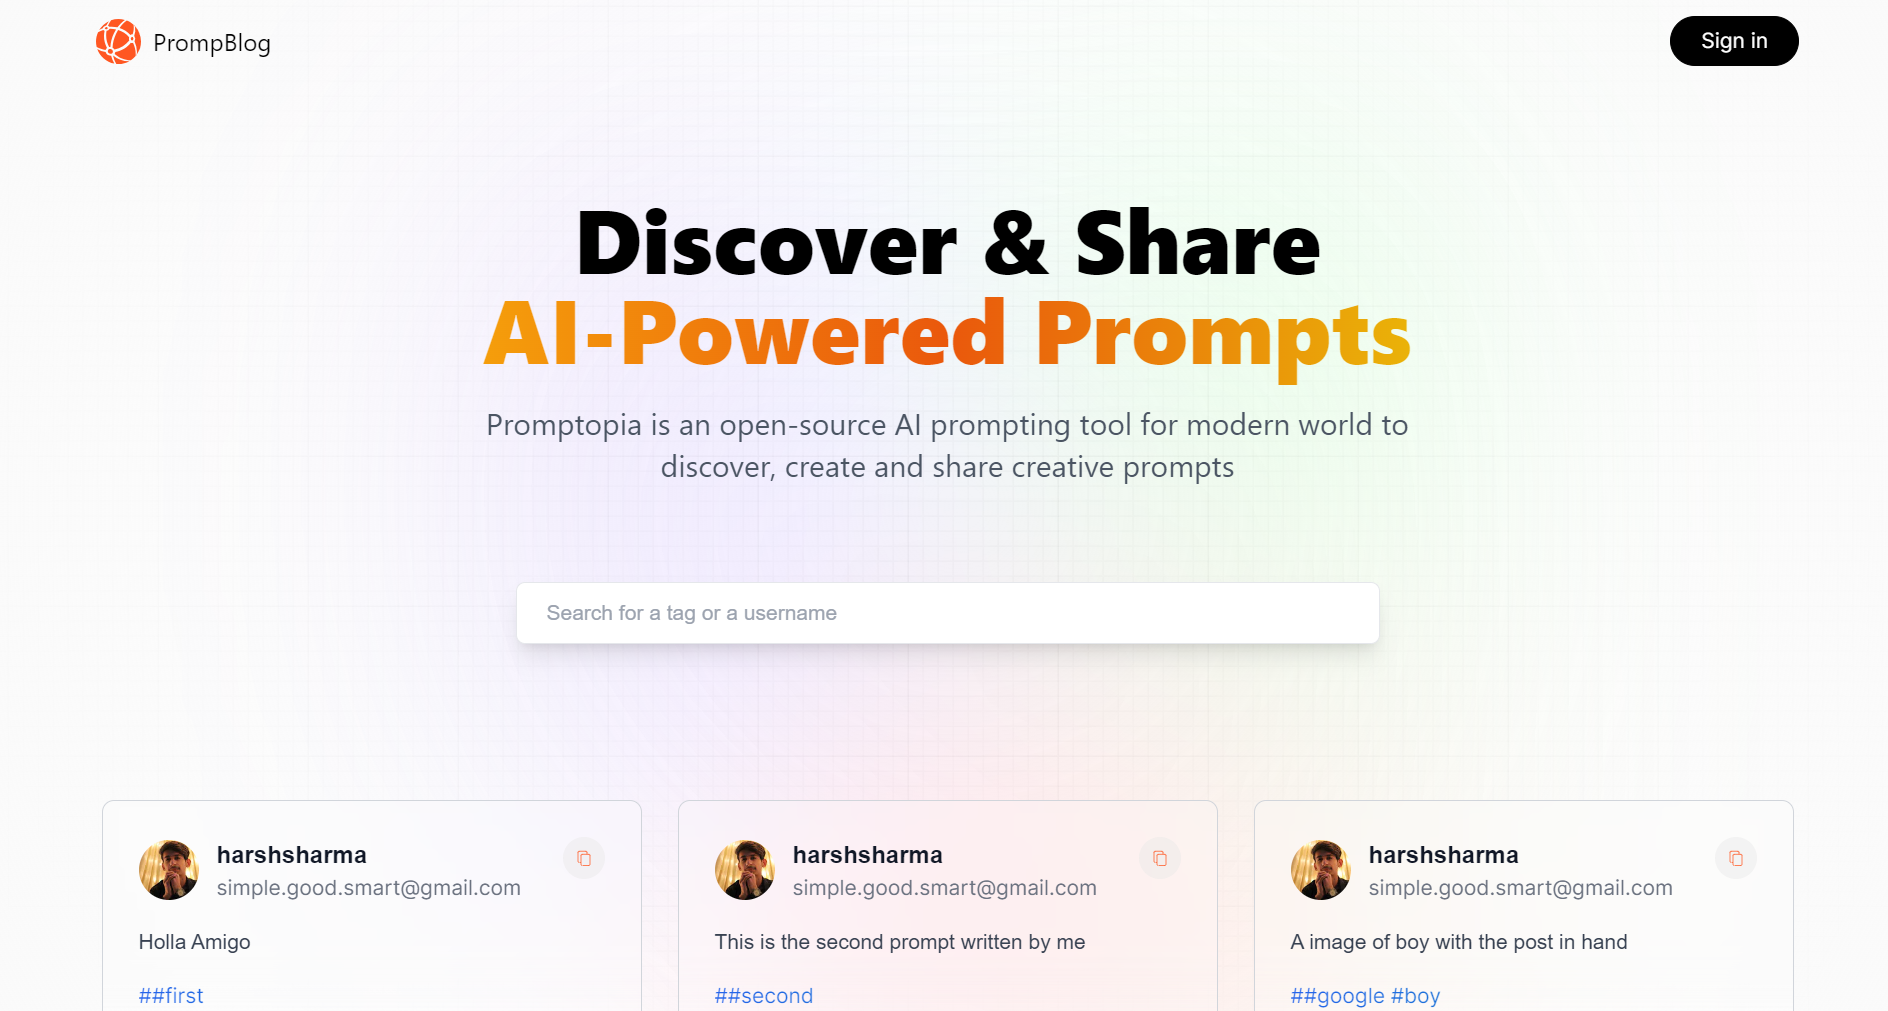 PrompBlog
Sign in
Discover & Share
AI-Powered Prompts
Promptopia is an open-source AI prompting tool for modern world to
discover, create and share creative prompts
Search for a tag or a username
harshsharma
simple.good.smart@gmail.com
Holla Amigo
##first
harshsharma
simple.good.smart@gmail.com
This is the second prompt written by me
##second
harshsharma
simple.good.smart@gmail.com
A image of boy with the post in hand
##google #boy